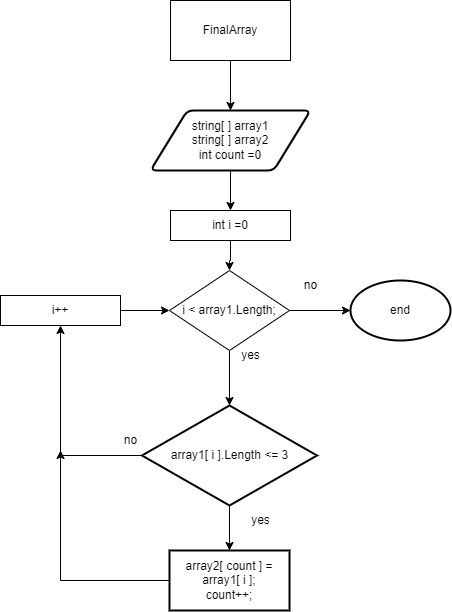 FinalArray
string[ ] array1
string[ ] array2
int count =0
int i =0
i < array1.Length;
no
end
i++
yes
array1[ i ].Length <= 3
no
yes
array2[ count ] =
array1[ i ];
count++;